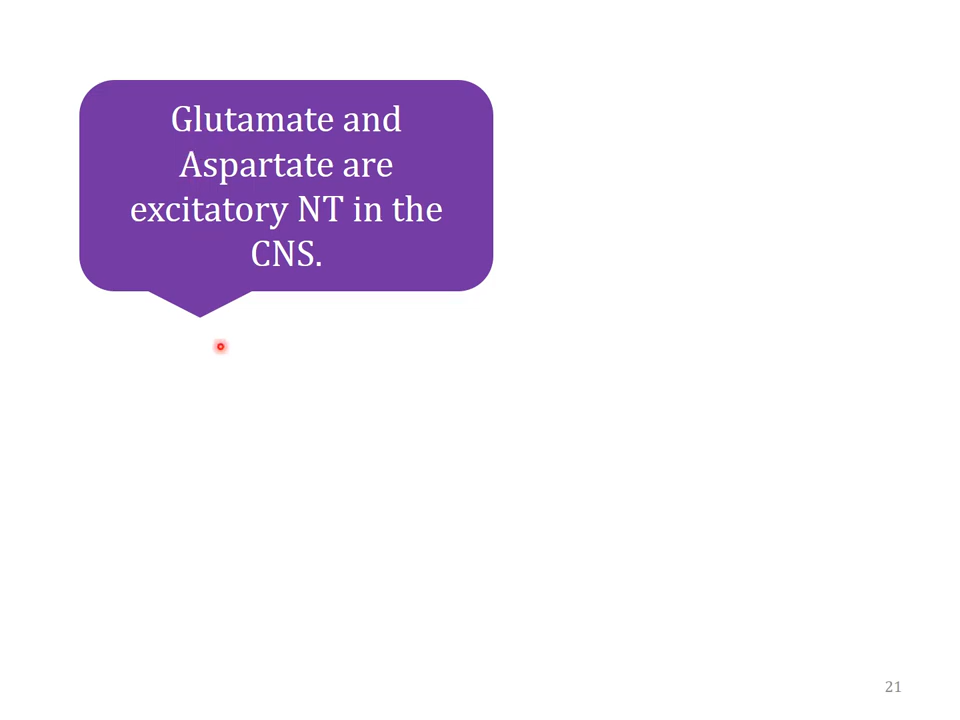 Glutamate and
Aspartate are
excitatory NT in the
CNS.
21